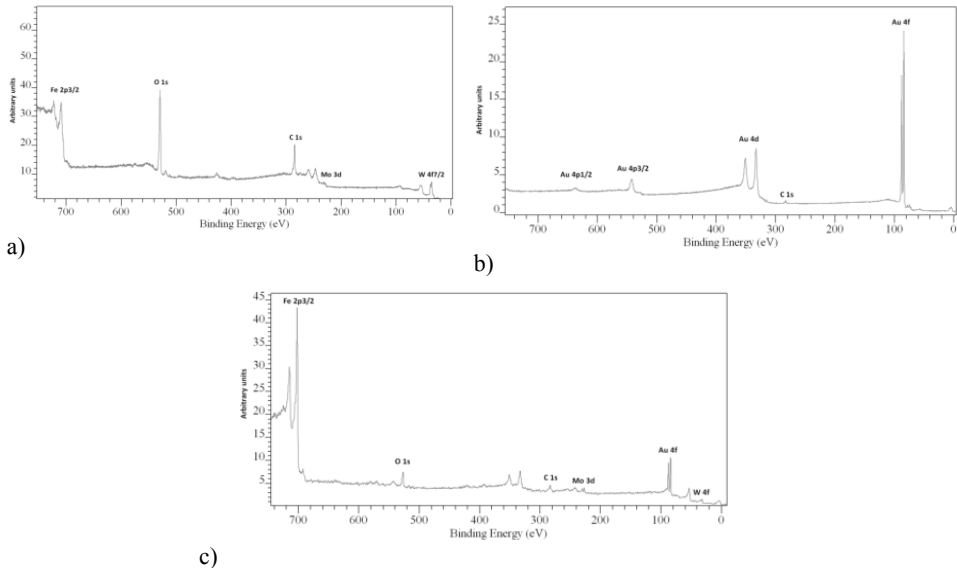 60
50
40
30
20
10
Arbitrary units
Fe 2p3/2
O 1s
C 1s
Mo 3d
W 4f7/2
700 600 500 400 300 200 100 0
Binding Energy (eV)
a)
25
20
15
10
5
0
Arbitrary units
Au 4f
Au 4d
Au 4p3/2
Au 4p1/2
C 1s
700 600 500 400 300 200 100 0
Binding Energy (eV)
b)
45
40
35
30
25
20
15
10
5
Arbitrary units
Fe 2p3/2
O 1s
C 1s
Mo 3d
Au 4f
W 4f
700 600 500 400 300 200 100 0
Binding Energy (eV)
c)